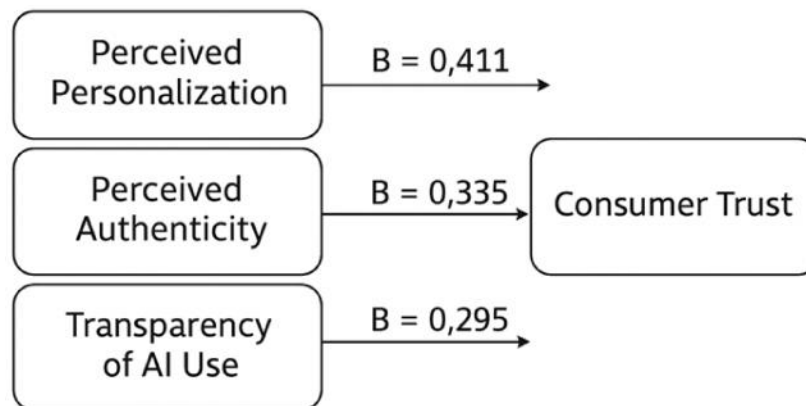 Perceived
Personalization
B = 0,411
Perceived
Authenticity
B = 0,335
Consumer Trust
Transparency
of AI Use
B = 0,295